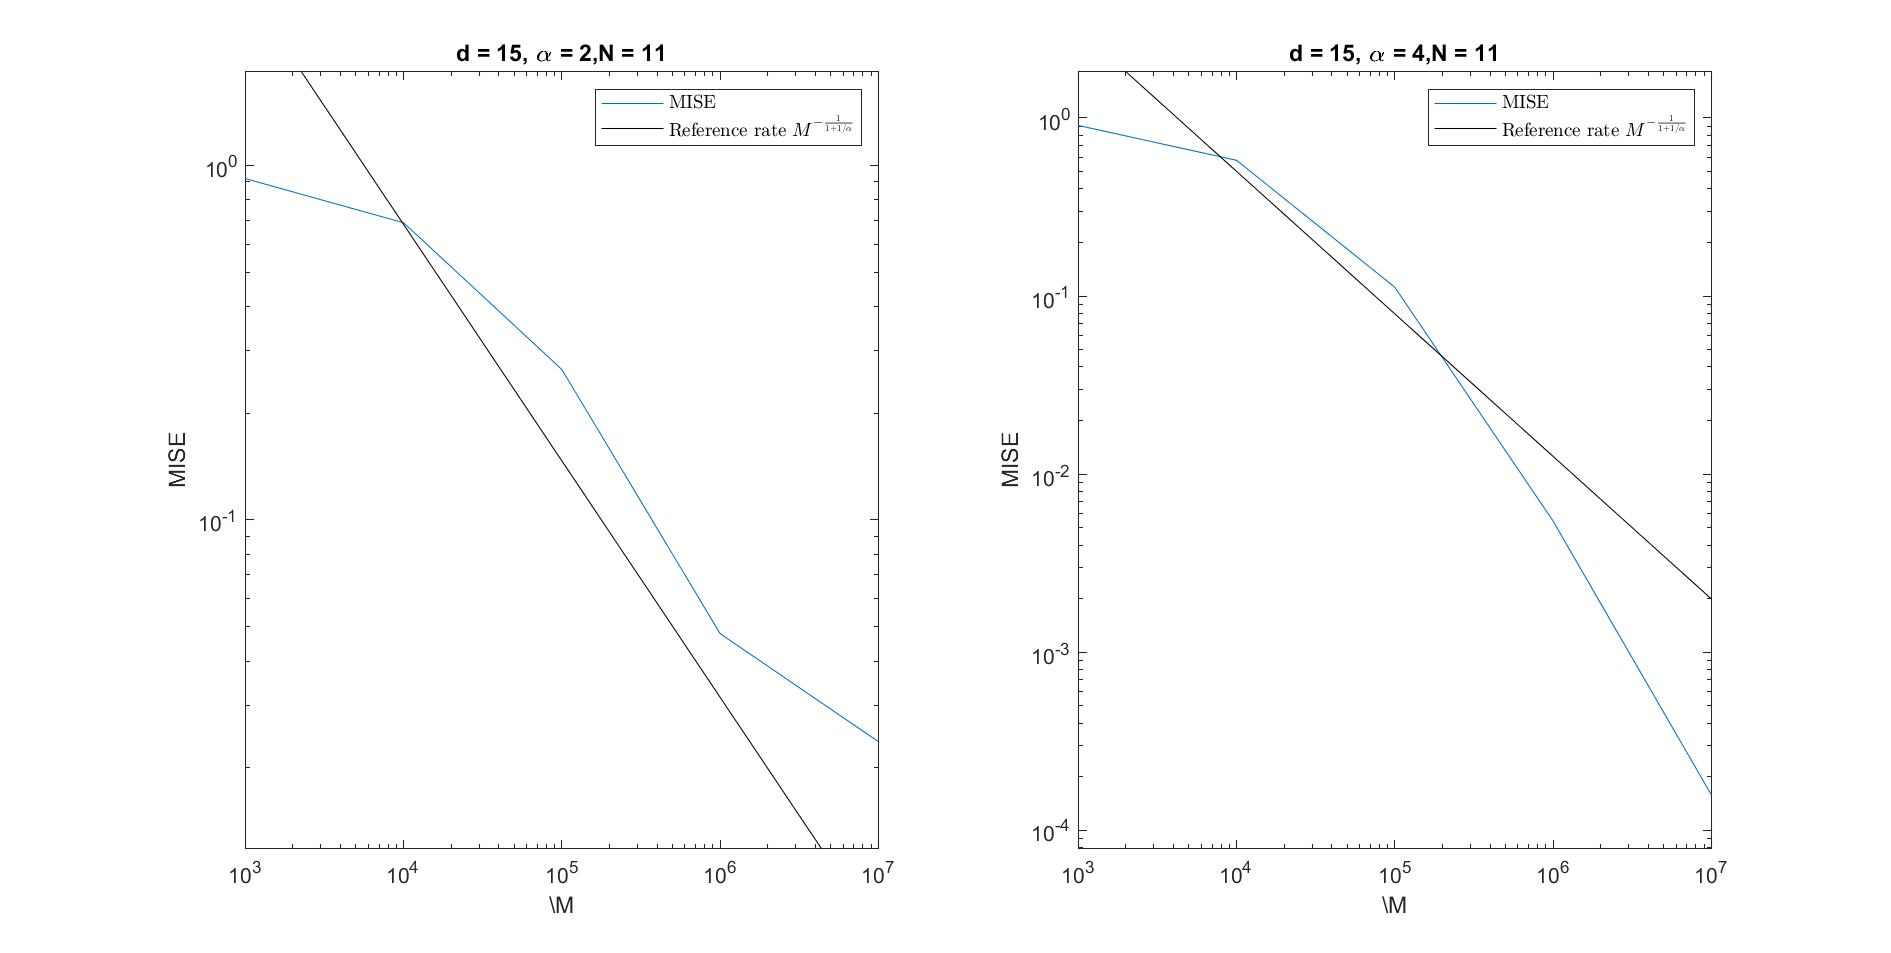 d = 15, α = 2,N = 11
MISE
Reference rate M^{-\frac{1}{1+1/α}}
10^0
10^-1
MISE
10^3 10^4 10^5 10^6 10^7
\M
d = 15, α = 4,N = 11
MISE
Reference rate M^{-\frac{1}{1+1/α}}
10^0
10^-1
10^-2
10^-3
10^-4
MISE
10^3 10^4 10^5 10^6 10^7
\M